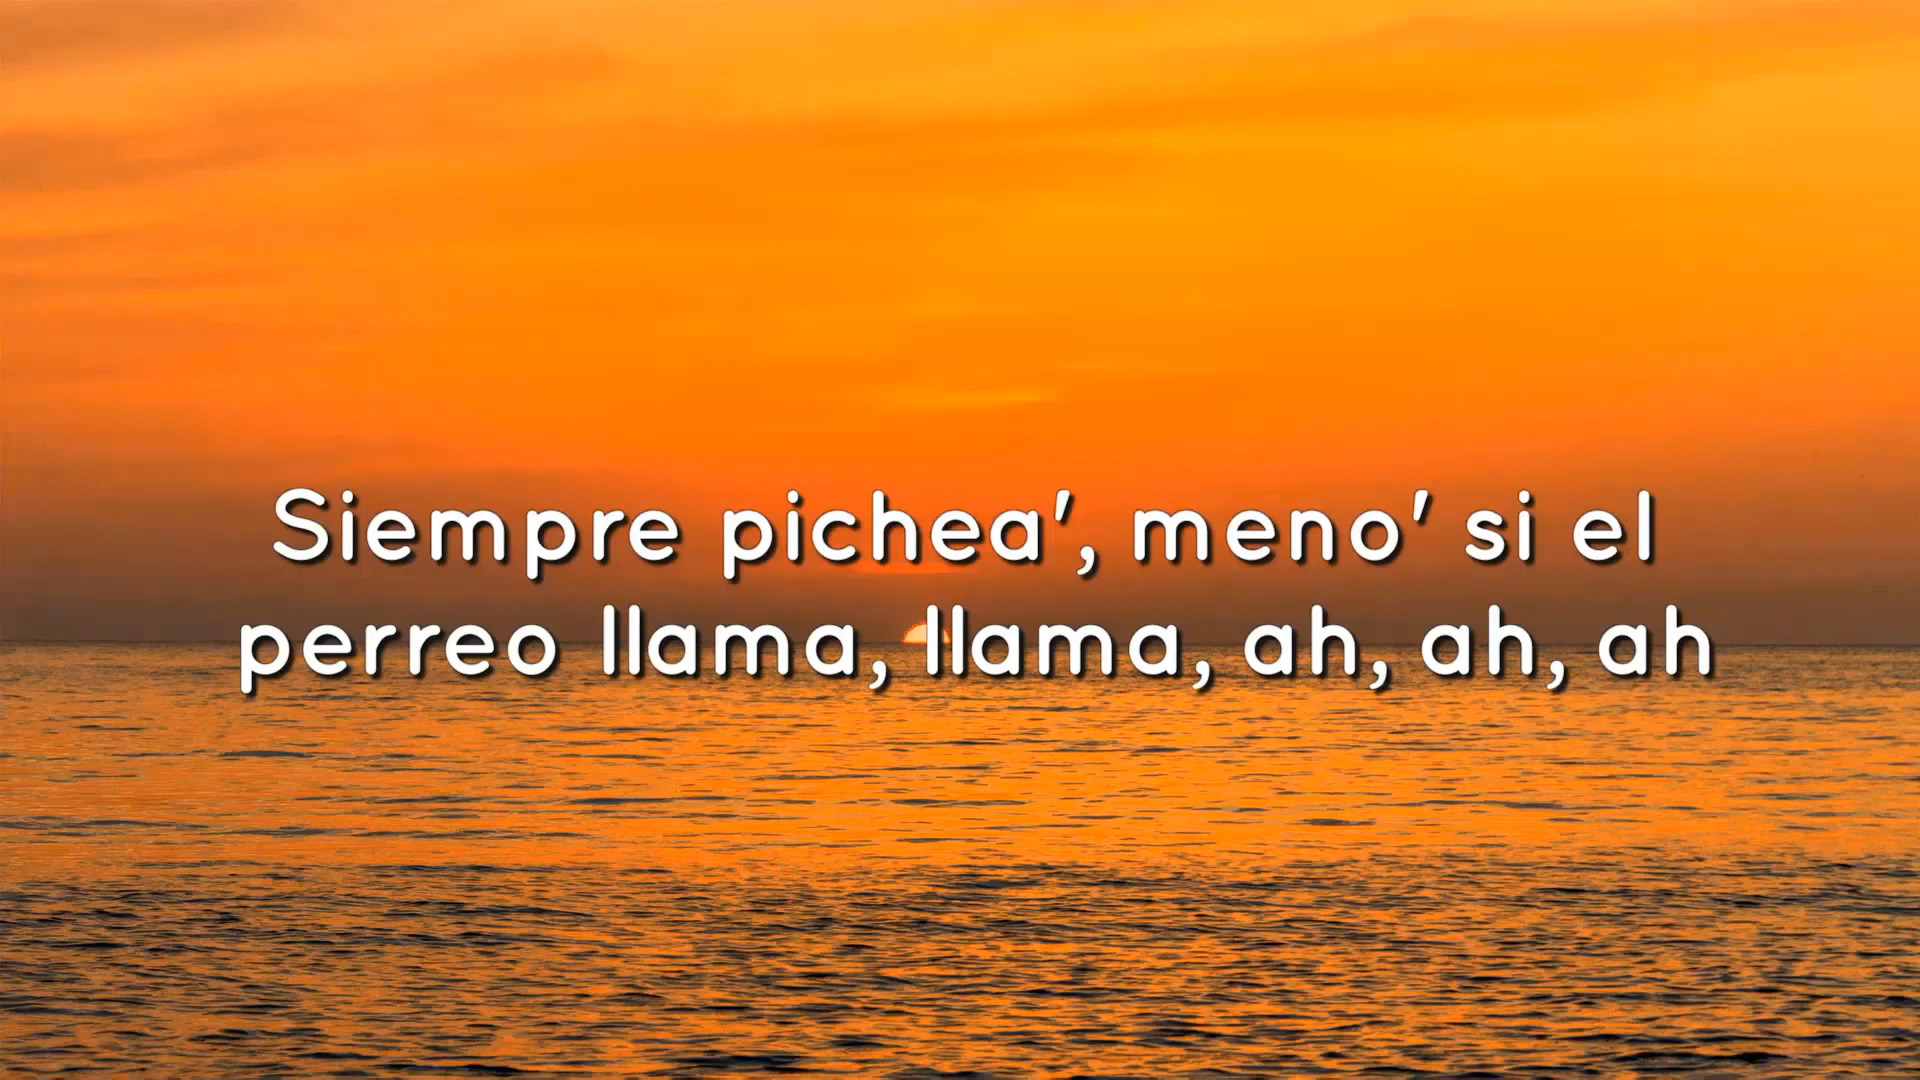 Siempre pichea', meno' si el
perreo llama, llama, ah, ah, ah